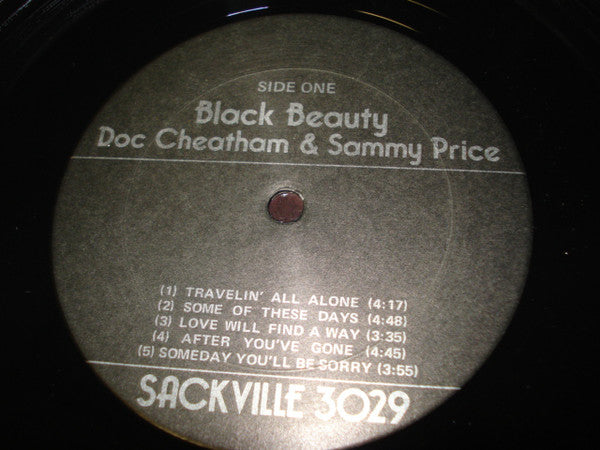 SIDE ONE
Black Beauty
Doc Cheatham & Sammy Price
(1) TRAVELIN' ALL ALONE (4:17)
(2) SOME OF THESE DAYS (4:48)
(3) LOVE WILL FIND A WAY (3:35)
(4) AFTER YOU'VE GONE (4:45)
(5) SOMEDAY YOU'LL BE SORRY (3:55)
SACKVILLE 3029